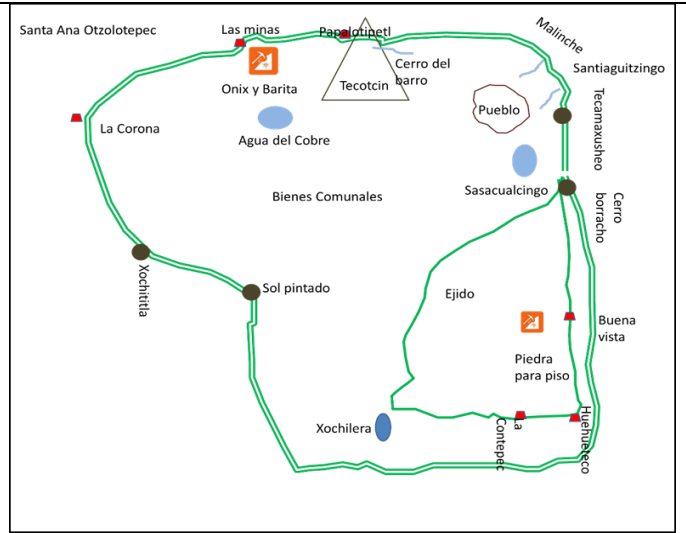 Santa Ana Otzolotepec
Las minas
Papalotipetl
Malinche
Cerro del
barro
Santiaguitzingo
Onix y Barita
Tecotcin
Pueblo
Tecamaxusheo
La Corona
Agua del Cobre
Sasacualcingo
Bienes Comunales
Cerro
borracho
Xochititla
Sol pintado
Ejido
Buena
vista
Piedra
para piso
Xochilera
La
Contepec
Huehueteco